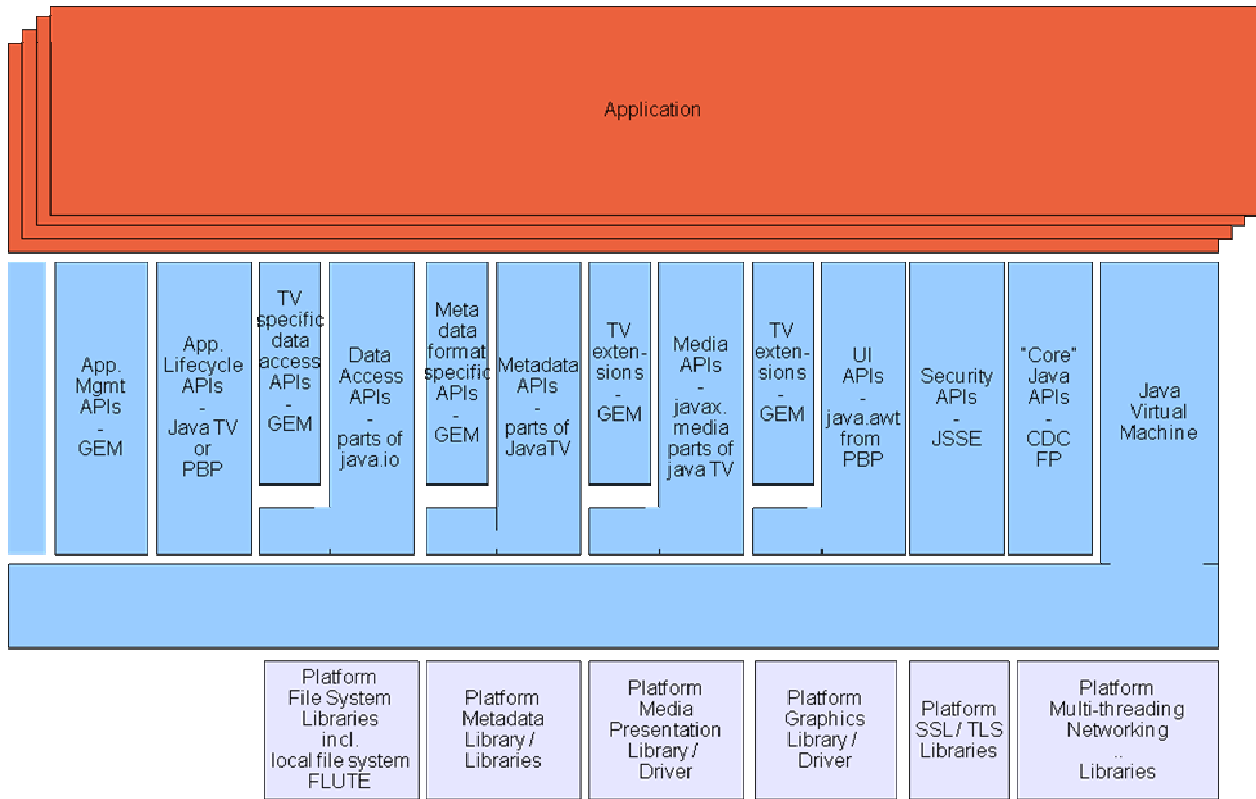 Application
App.
Mgmt
APIs
-
GEM
App.
Lifecycle
APIs
-
Java TV
or
PBP
TV
specific
data
access
APIs
-
GEM
Data
Access
APIs
-
parts of
java.io
Meta
data
format
specific
APIs
-
GEM
Metadata
APIs
-
parts of
JavaTV
TV
exten-
sions
-
GEM
Media
APIs
-
javax.
media
parts of
java TV
TV
exten-
sions
-
GEM
UI
APIs
-
java.awt
from
PBP
Security
APIs
-
JSSE
"Core"
Java
APIs
-
CDC
FP
Java
Virtual
Machine
Platform
File System
Libraries
incl.
local file system
FLUTE
Platform
Metadata
Library /
Libraries
Platform
Media
Presentation
Library /
Driver
Platform
Graphics
Library /
Driver
Platform
SSL / TLS
Libraries
Platform
Multi-threading
Networking
..
Libraries